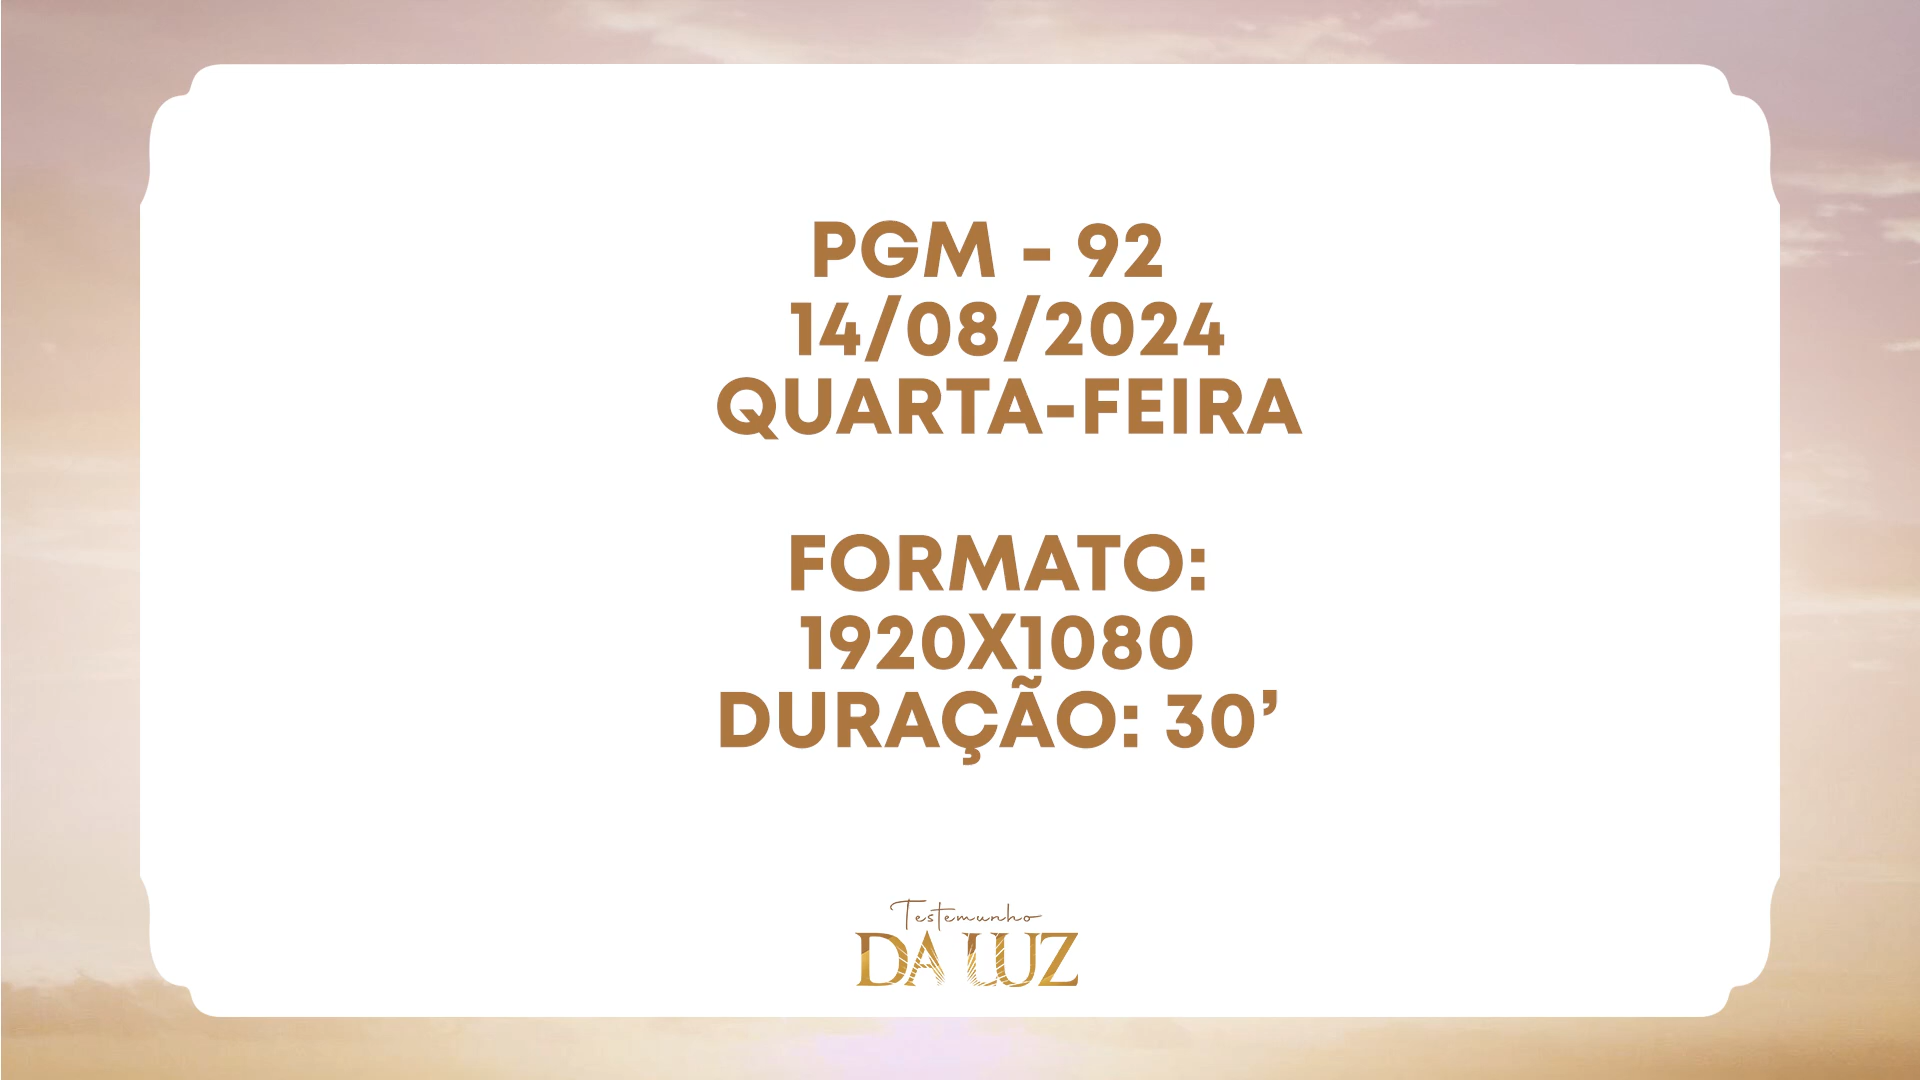 PGM - 92
14/08/2024
QUARTA-FEIRA
FORMATO:
1920X1080
DURAÇÃO: 30’
Testemunho
DA LUZ